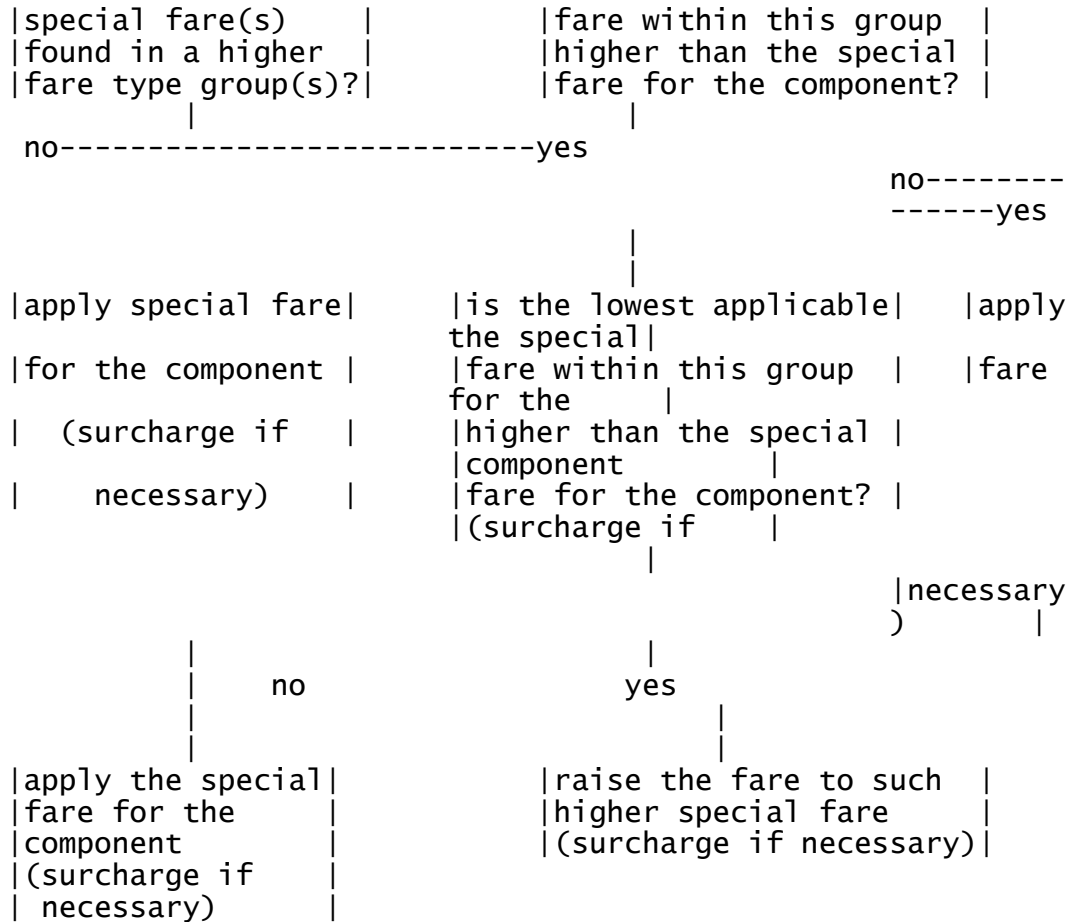 |special fare(s)    |         |fare within this group  |
|found in a higher  |         |higher than the special |
|fare type group(s)?|         |fare for the component? |
          |                        |
 no---------------------------yes
                                                  no--------
                                                  ------yes
                                   |
                                   |
|apply special fare|     |is the lowest applicable|   |apply
                         the special|
|for the component |     |fare within this group  |   |fare
                         for the      |
|  (surcharge if   |     |higher than the special |
                         |component        |
|    necessary)    |     |fare for the component? |
                         |(surcharge if     |
                                    |
                                                  |necessary
                                                  )       |
          |                         |
          |    no                  yes
          |                             |
          |                             |
|apply the special|           |raise the fare to such  |
|fare for the     |           |higher special fare     |
|component        |           |(surcharge if necessary)|
|(surcharge if    |
| necessary)      |